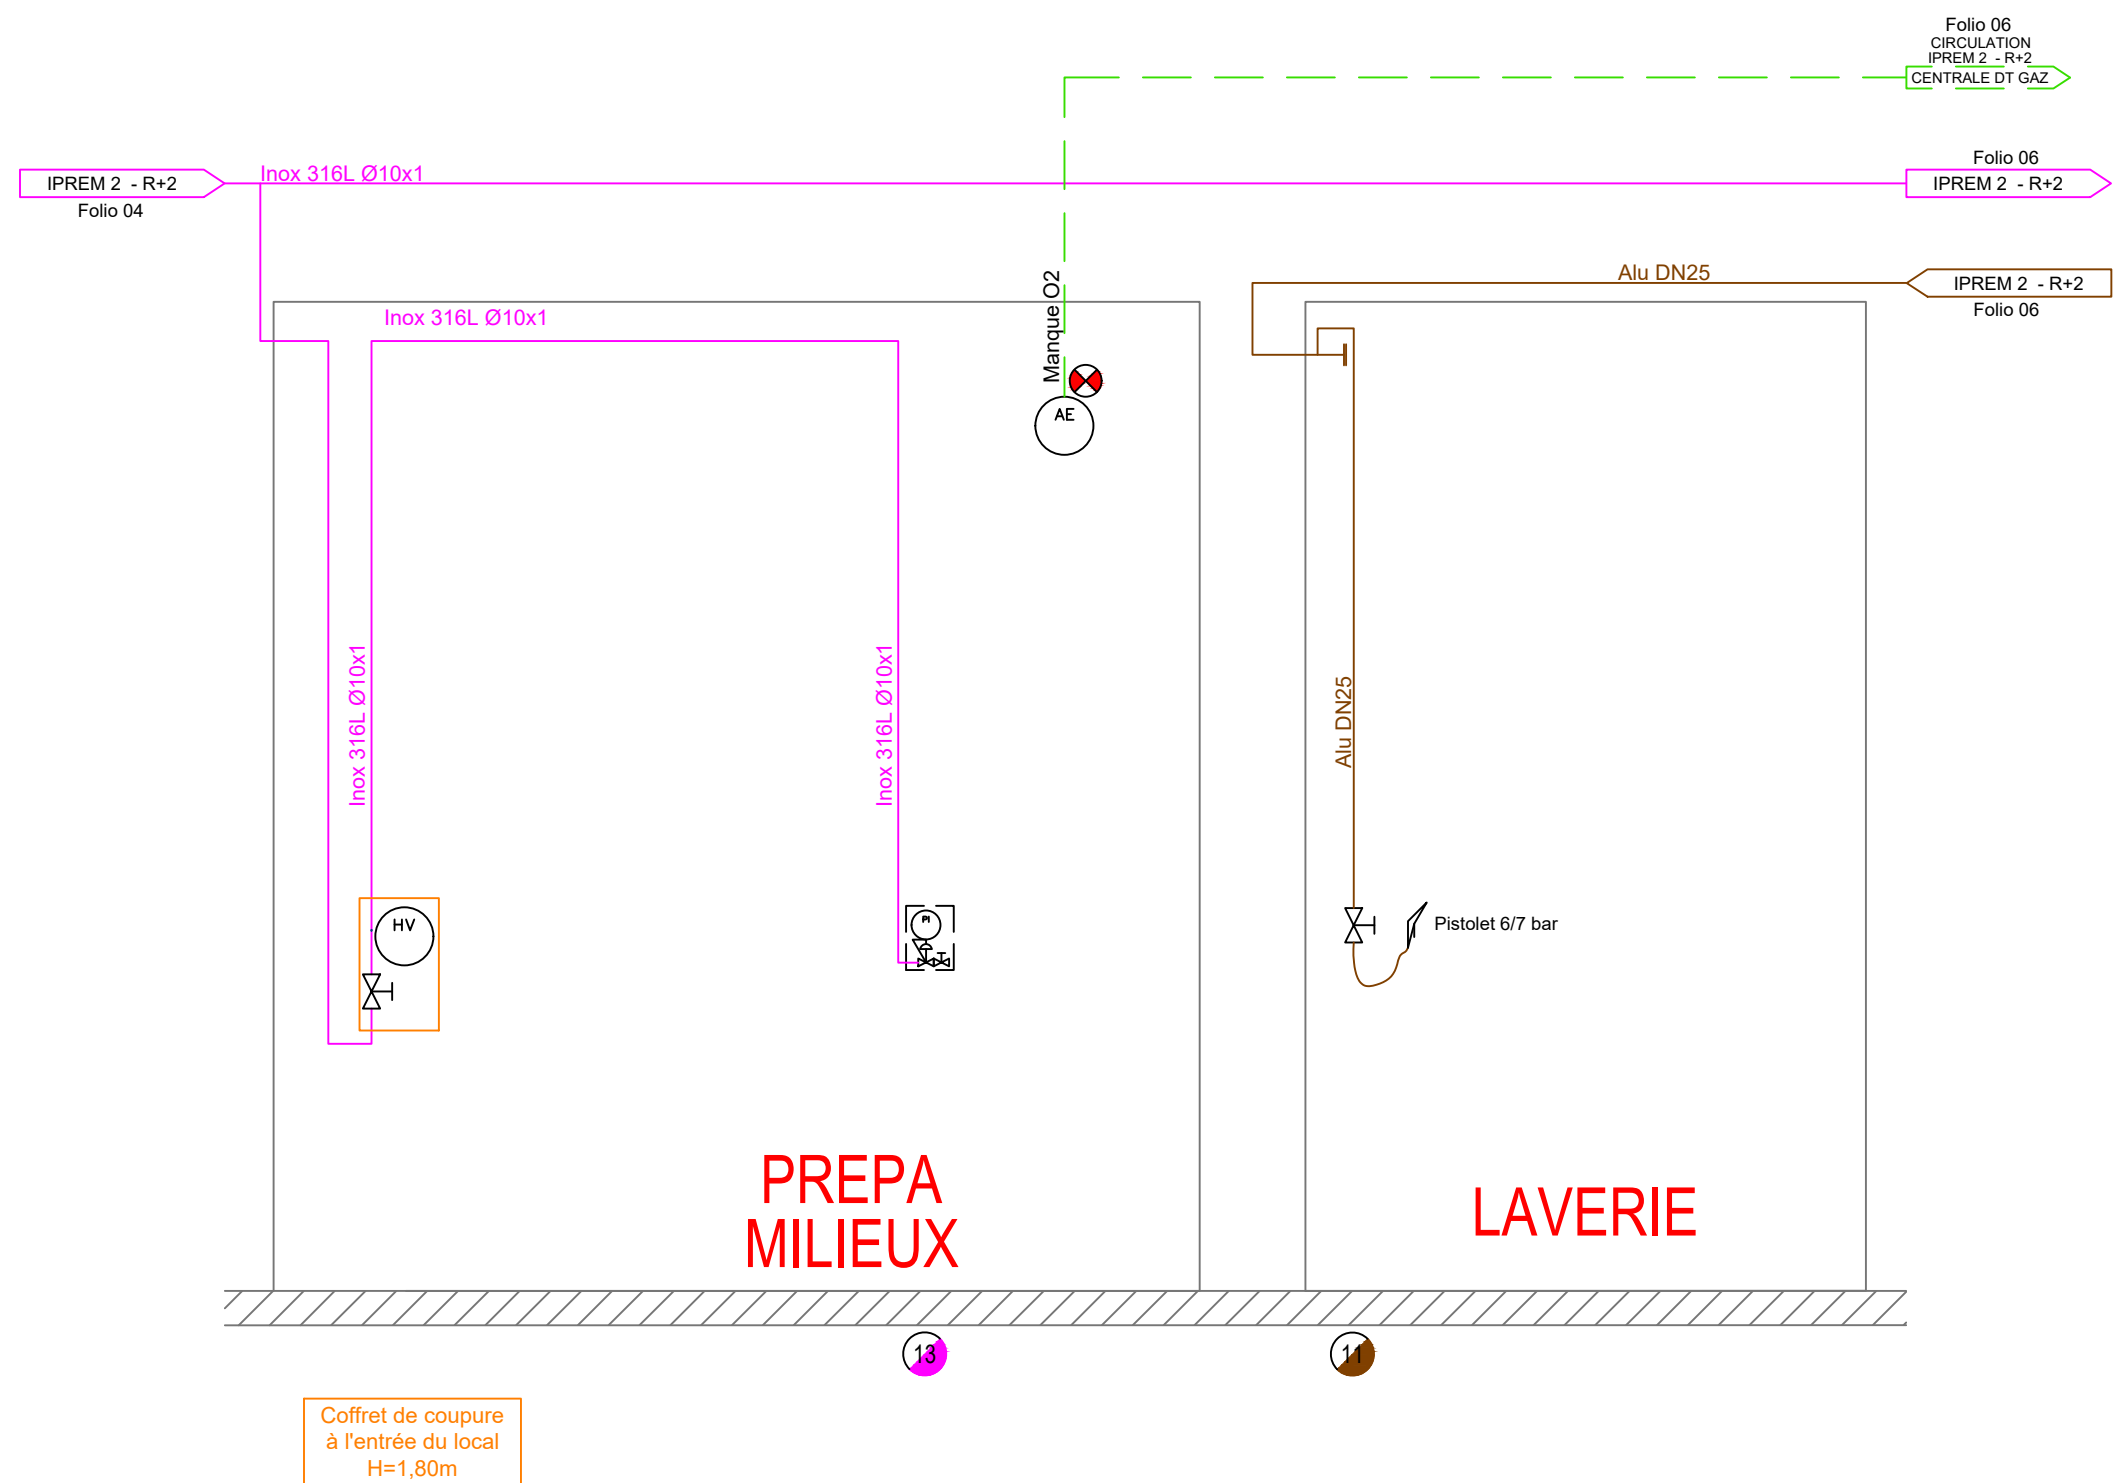 Folio 06
CIRCULATION
IPREM 2 - R+2
CENTRALE DT GAZ
IPREM 2 - R+2
Folio 04
Inox 316L Ø10x1
Folio 06
IPREM 2 - R+2
Alu DN25
IPREM 2 - R+2
Folio 06
Inox 316L Ø10x1
Manque O2
AE
Inox 316L Ø10x1
Inox 316L Ø10x1
Alu DN25
HV
PI
Pistolet 6/7 bar
PREPA
MILIEUX
LAVERIE
13
11
Coffret de coupure
à l'entrée du local
H=1,80m